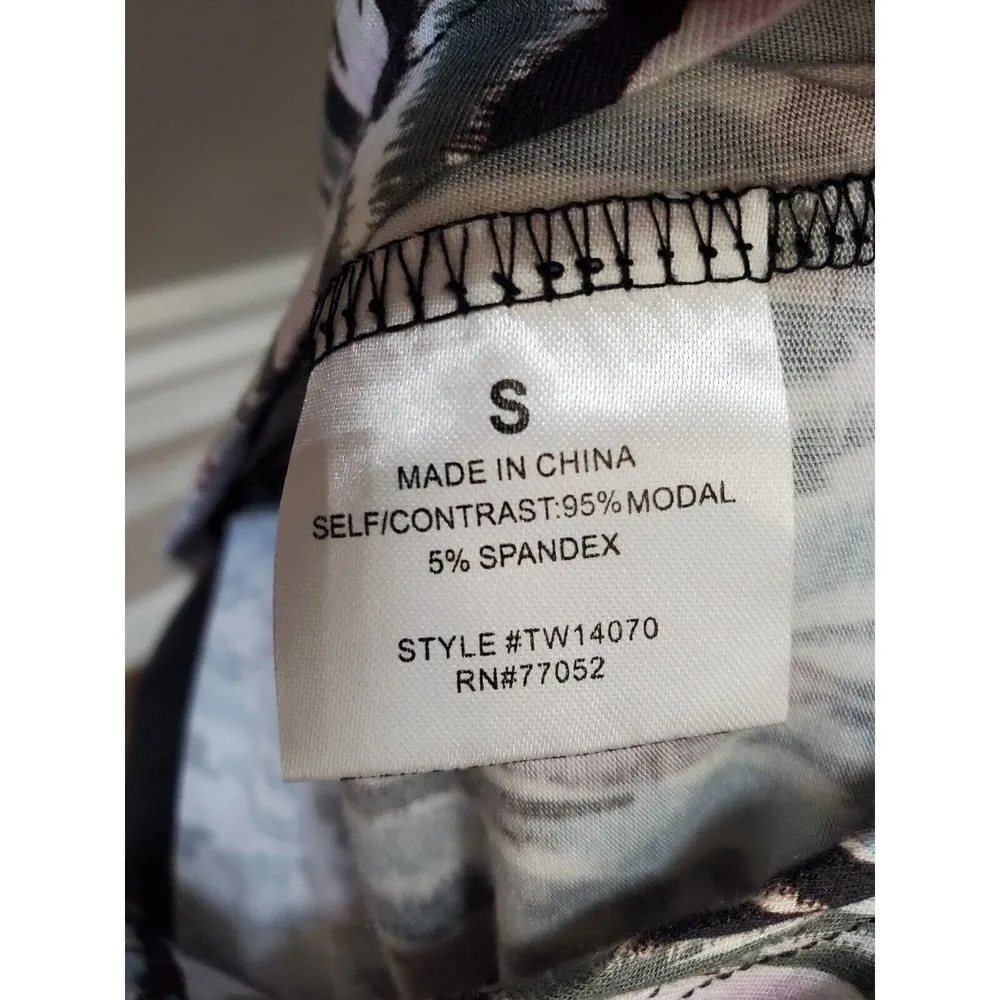 S
MADE IN CHINA
SELF/CONTRAST:95% MODAL
5% SPANDEX
STYLE #TW14070
RN#77052